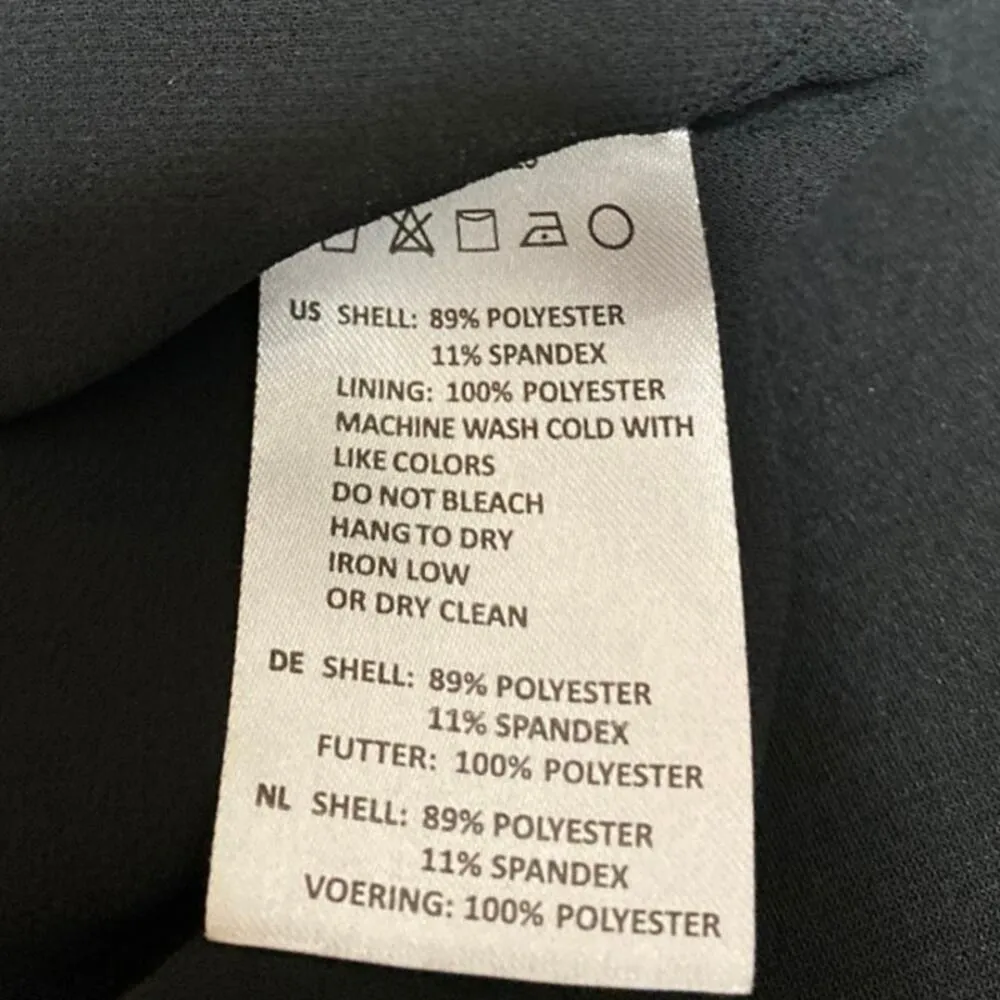 US SHELL: 89% POLYESTER
11% SPANDEX
LINING: 100% POLYESTER
MACHINE WASH COLD WITH
LIKE COLORS
DO NOT BLEACH
HANG TO DRY
IRON LOW
OR DRY CLEAN
DE SHELL: 89% POLYESTER
11% SPANDEX
FUTTER: 100% POLYESTER
NL SHELL: 89% POLYESTER
11% SPANDEX
VOERING: 100% POLYESTER